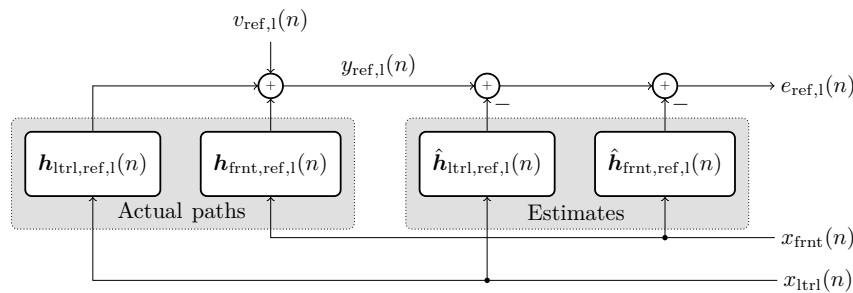 v_ref,l(n)
y_ref,l(n)
+ + +
e_ref,l(n)
− −
h_ltrl,ref,l(n) h_frnt,ref,l(n) ĥ_ltrl,ref,l(n) ĥ_frnt,ref,l(n)
Actual paths Estimates
x_frnt(n)
x_ltrl(n)